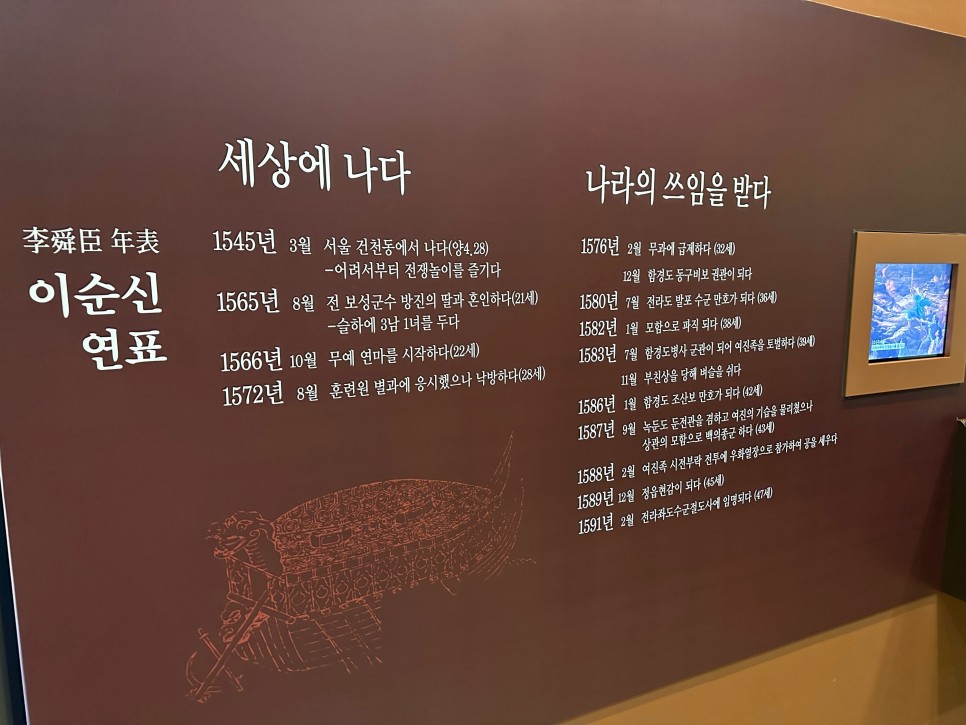 李舜臣 年表
이순신
연표
세상에 나다
1545년 3월 서울 건천동에서 나다(양4.28)
-어려서부터 전쟁놀이를 즐기다
1565년 8월 전 보성군수 방진의 딸과 혼인하다(21세)
-슬하에 3남 1녀를 두다
1566년 10월 무예 연마를 시작하다(22세)
1572년 8월 훈련원 별과에 응시했으나 낙방하다(28세)
나라의 쓰임을 받다
1576년 2월 무과에 급제하다 (32세)
12월 함경도 동구비보 권관이 되다
1580년 7월 전라도 발포 수군 만호가 되다 (36세)
1582년 1월 모함으로 파직 되다 (38세)
1583년 7월 함경도병사 군관이 되어 여진족을 토벌하다 (39세)
11월 부친상을 당해 벼슬을 쉬다
1586년 1월 함경도 조산보 만호가 되다 (42세)
1587년 9월 녹둔도 둔전관을 겸하고 여진의 기습을 물리쳤으나
상관의 모함으로 백의종군 하다 (43세)
1588년 2월 여진족 시전부락 전투에 우화열장으로 참가하여 공을 세우다
1589년 12월 정읍현감이 되다 (45세)
1591년 2월 전라좌도수군절도사에 임명되다 (47세)